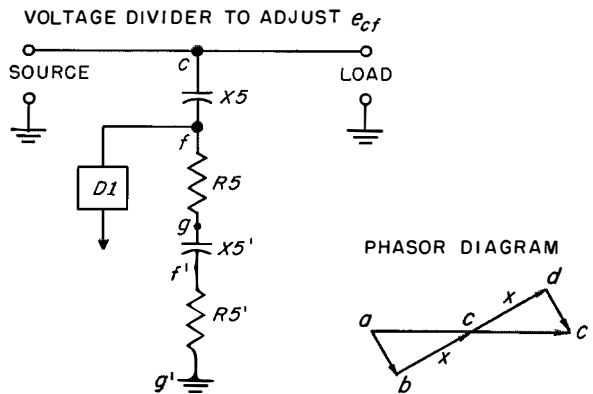 VOLTAGE DIVIDER TO ADJUST ecf
c
SOURCE
LOAD
X5
f
D1
R5
g
X5'
f'
R5'
g'
PHASOR DIAGRAM
d
x
a
c
c
x
b